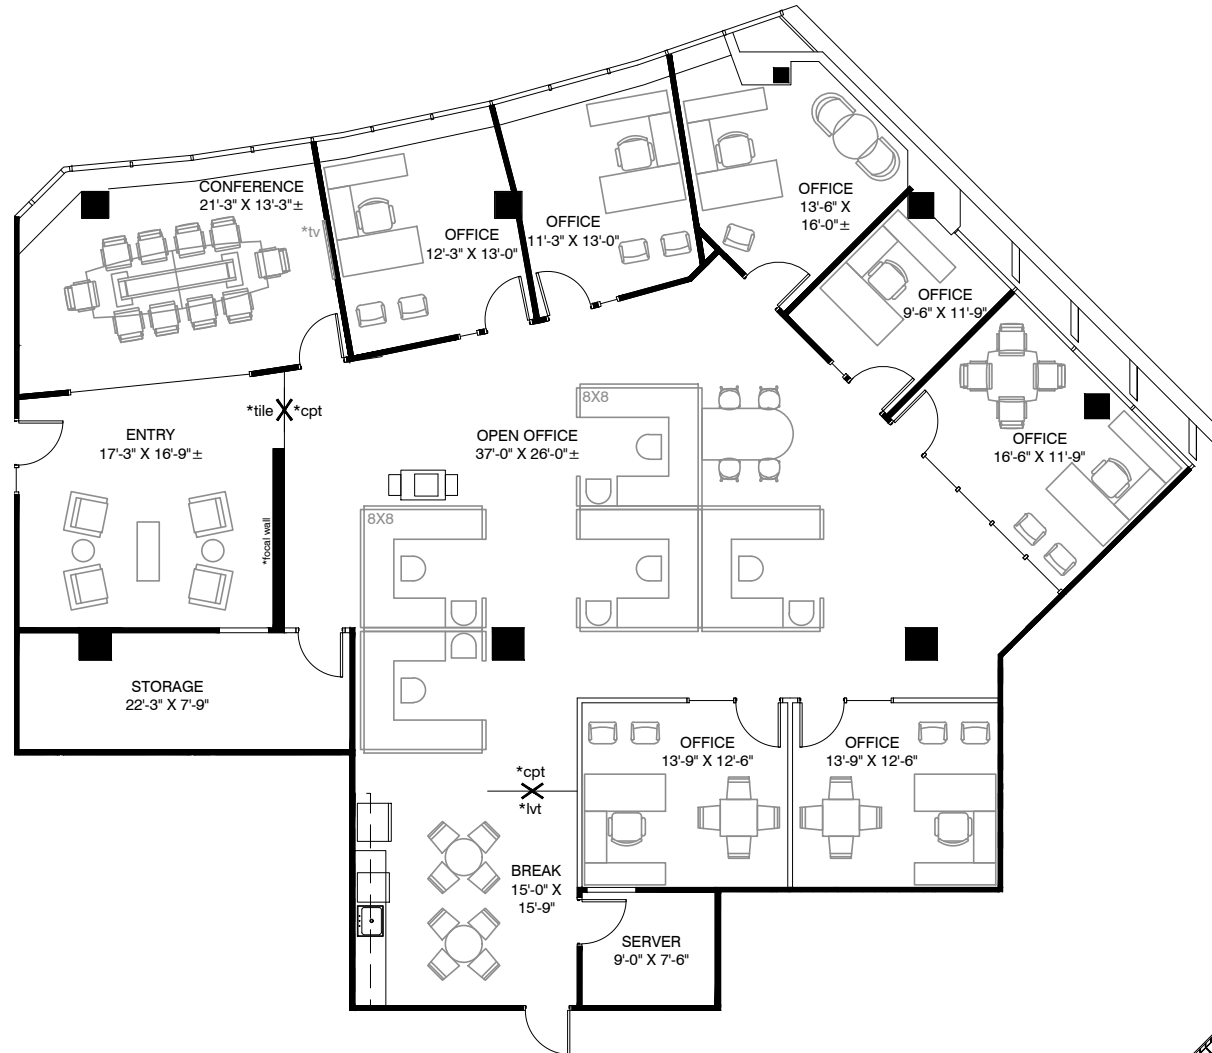 CONFERENCE
21'-3" X 13'-3"±
*tv
OFFICE
12'-3" X 13'-0"
OFFICE
11'-3" X 13'-0"
OFFICE
13'-6" X
16'-0"±
OFFICE
9'-6" X 11'-9"
OFFICE
16'-6" X 11'-9"
*tile
*cpt
ENTRY
17'-3" X 16'-9"±
*focal wall
OPEN OFFICE
37'-0" X 26'-0"±
8X8
8X8
STORAGE
22'-3" X 7'-9"
OFFICE
13'-9" X 12'-6"
OFFICE
13'-9" X 12'-6"
*cpt
*lvt
BREAK
15'-0" X
15'-9"
SERVER
9'-0" X 7'-6"